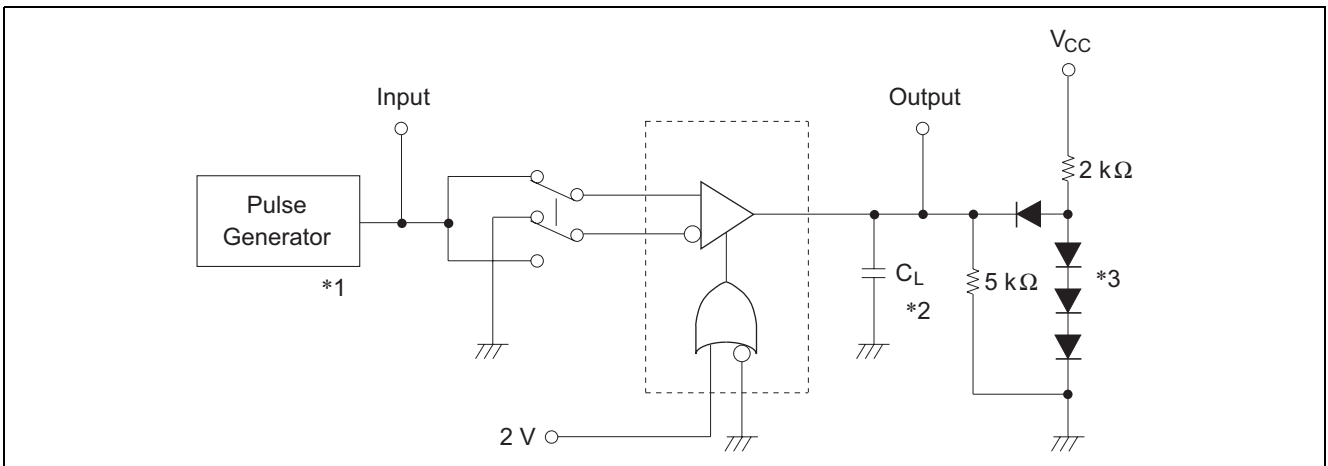 V_CC
Input
Output
2 kΩ
Pulse
Generator
*1
C_L
*2
5 kΩ
*3
2 V